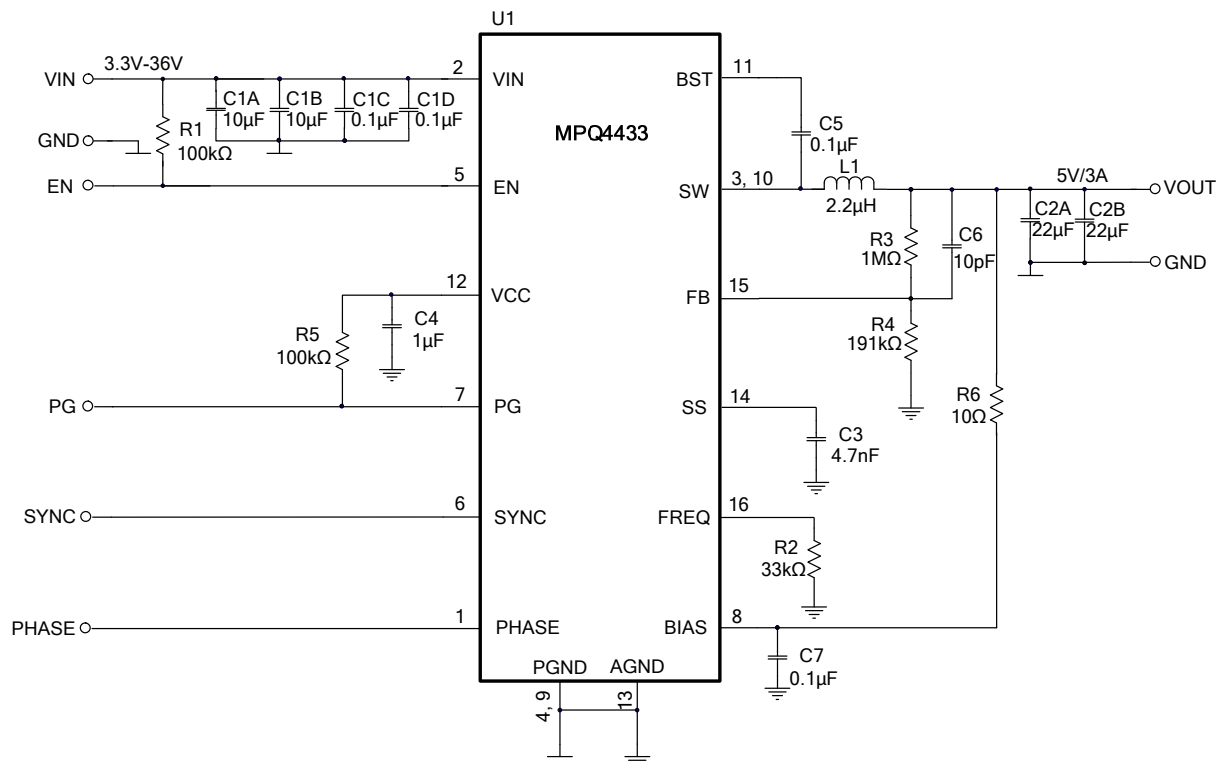 U1
MPQ4433
VIN
3.3V-36V
2
VIN
C1A
10µF
C1B
10µF
C1C
0.1µF
C1D
0.1µF
GND
R1
100kΩ
EN
5
EN
12
VCC
C4
1µF
R5
100kΩ
PG
7
PG
SYNC
6
SYNC
PHASE
1
PHASE
PGND
AGND
4, 9
13
BST
11
C5
0.1µF
SW
3, 10
L1
2.2µH
5V/3A
VOUT
C2A
22µF
C2B
22µF
GND
R3
1MΩ
C6
10pF
FB
15
R4
191kΩ
SS
14
C3
4.7nF
R6
10Ω
FREQ
16
R2
33kΩ
BIAS
8
C7
0.1µF